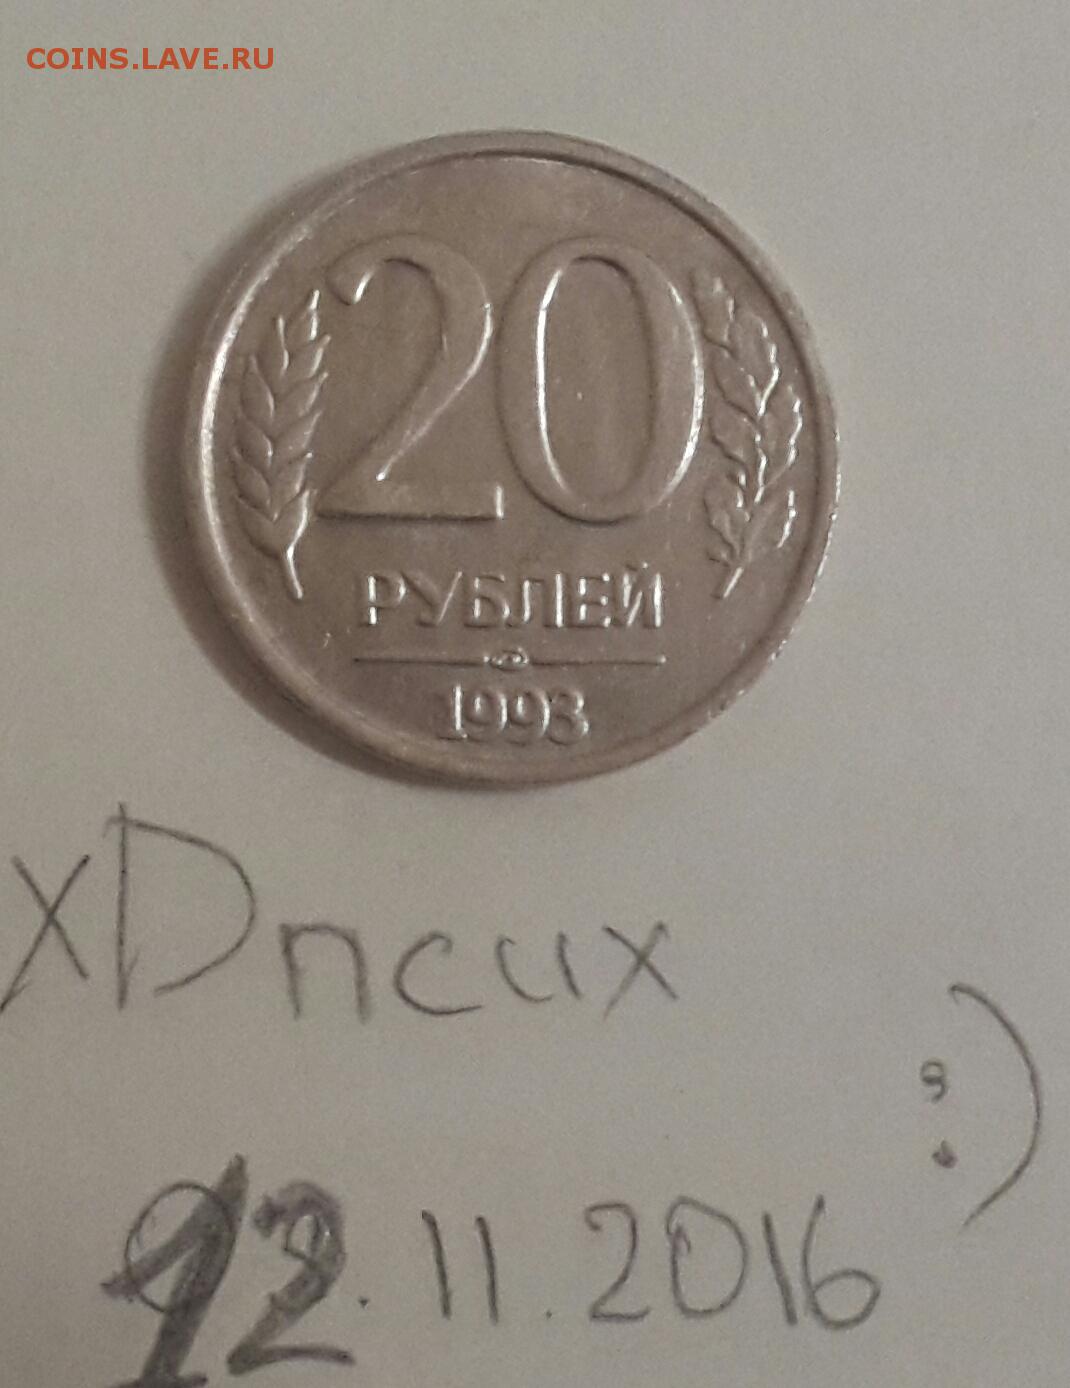 COINS.LAVE.RU
20
РУБЛЕЙ
1993
xDпсих
:)
12.11.2016